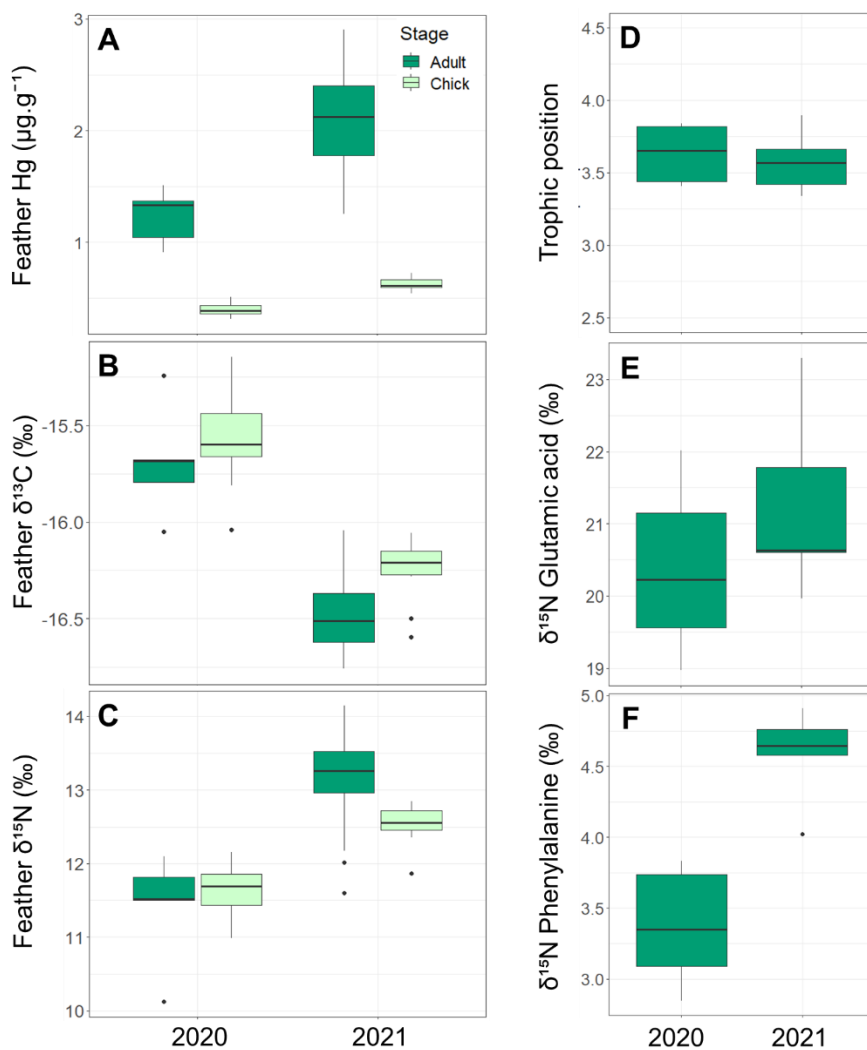 A
Stage
Adult
Chick
Feather Hg (µg.g⁻¹)
3
2
1
B
Feather δ¹³C (‰)
-15.5
-16.0
-16.5
C
Feather δ¹⁵N (‰)
14
13
12
11
10
2020
2021
D
Trophic position
4.5
4.0
3.5
3.0
2.5
E
δ¹⁵N Glutamic acid (‰)
23
22
21
20
19
F
δ¹⁵N Phenylalanine (‰)
5.0
4.5
4.0
3.5
3.0
2020
2021